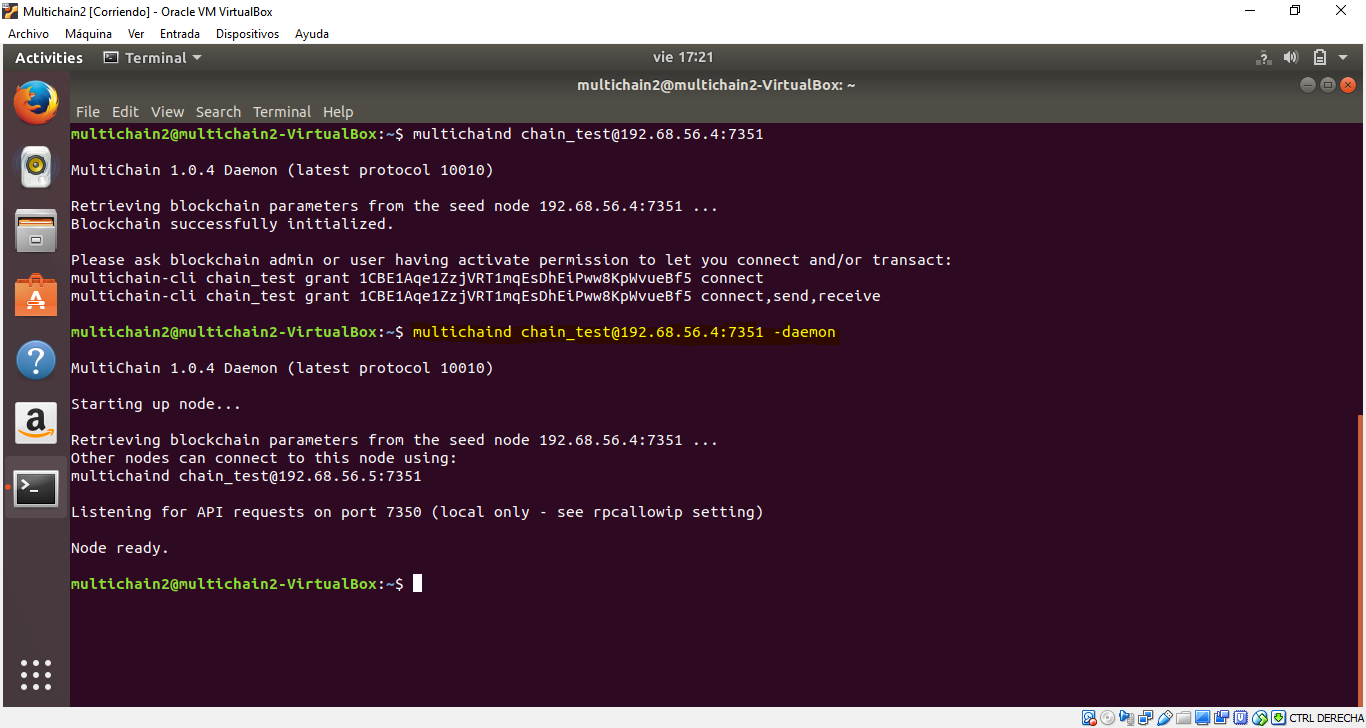 Multichain2 [Corriendo] - Oracle VM VirtualBox
Archivo Máquina Ver Entrada Dispositivos Ayuda
Activities Terminal vie 17:21
multichain2@multichain2-VirtualBox: ~
File Edit View Search Terminal Help
multichain2@multichain2-VirtualBox:~$ multichaind chain_test@192.68.56.4:7351
MultiChain 1.0.4 Daemon (latest protocol 10010)
Retrieving blockchain parameters from the seed node 192.68.56.4:7351 ...
Blockchain successfully initialized.
Please ask blockchain admin or user having activate permission to let you connect and/or transact:
multichain-cli chain_test grant 1CBE1Aqe1ZzjVRT1mqEsDhEiPww8KpWvueBf5 connect
multichain-cli chain_test grant 1CBE1Aqe1ZzjVRT1mqEsDhEiPww8KpWvueBf5 connect,send,receive
multichain2@multichain2-VirtualBox:~$ multichaind chain_test@192.68.56.4:7351 -daemon
MultiChain 1.0.4 Daemon (latest protocol 10010)
Starting up node...
Retrieving blockchain parameters from the seed node 192.68.56.4:7351 ...
Other nodes can connect to this node using:
multichaind chain_test@192.68.56.5:7351
Listening for API requests on port 7350 (local only - see rpcallowip setting)
Node ready.
multichain2@multichain2-VirtualBox:~$
CTRL DERECHA